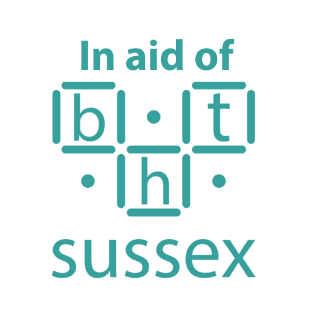 In aid of
b t
h
sussex